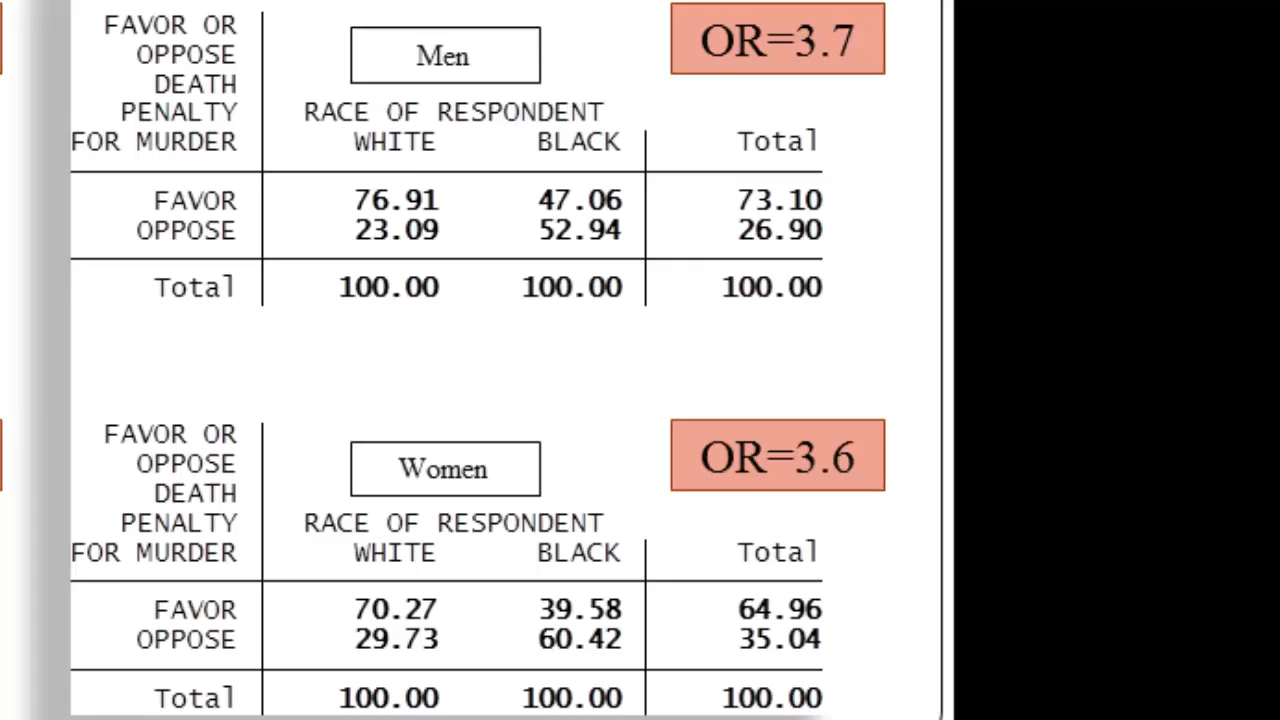 FAVOR OR
OPPOSE
DEATH
PENALTY
FOR MURDER
Men
OR=3.7
RACE OF RESPONDENT
WHITE BLACK Total
FAVOR 76.91 47.06 73.10
OPPOSE 23.09 52.94 26.90
Total 100.00 100.00 100.00
FAVOR OR
OPPOSE
DEATH
PENALTY
FOR MURDER
Women
OR=3.6
RACE OF RESPONDENT
WHITE BLACK Total
FAVOR 70.27 39.58 64.96
OPPOSE 29.73 60.42 35.04
Total 100.00 100.00 100.00